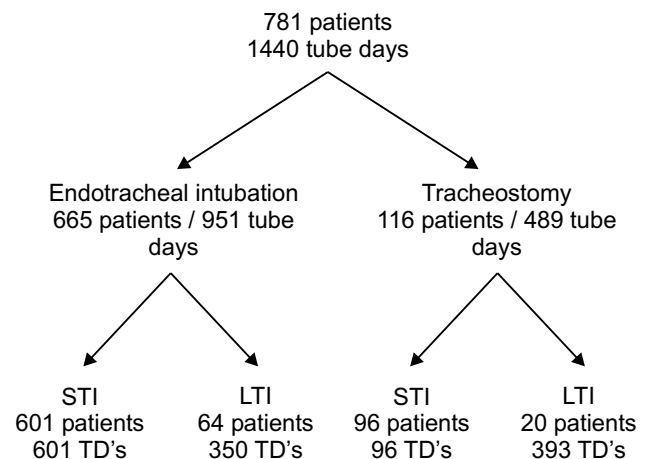 781 patients
1440 tube days
Endotracheal intubation
665 patients / 951 tube
days
Tracheostomy
116 patients / 489 tube
days
STI
601 patients
601 TD’s
LTI
64 patients
350 TD’s
STI
96 patients
96 TD’s
LTI
20 patients
393 TD’s